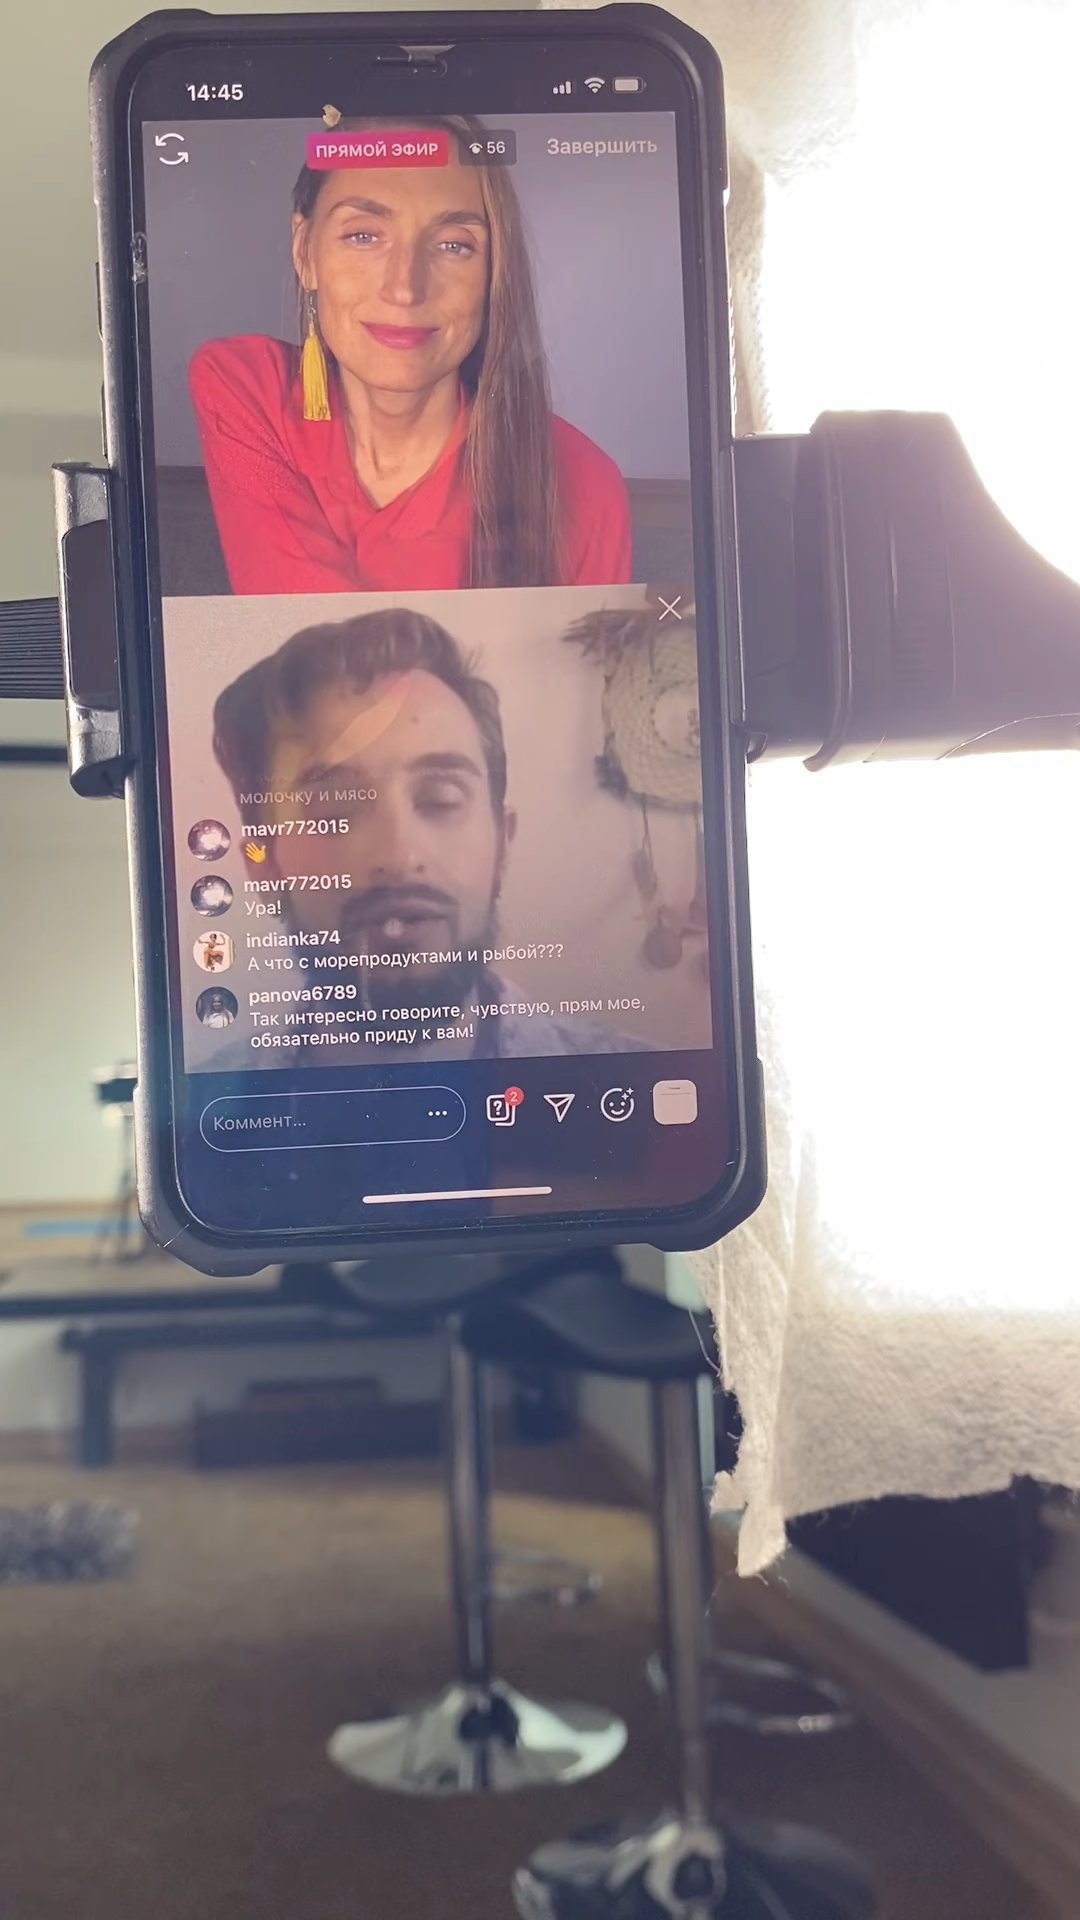 14:45
ПРЯМОЙ ЭФИР
56
Завершить
молочку и мясо
mavr772015
👋
mavr772015
Ура!
indianka74
А что с морепродуктами и рыбой???
panova6789
Так интересно говорите, чувствую, прям мое,
обязательно приду к вам!
Коммент...
2